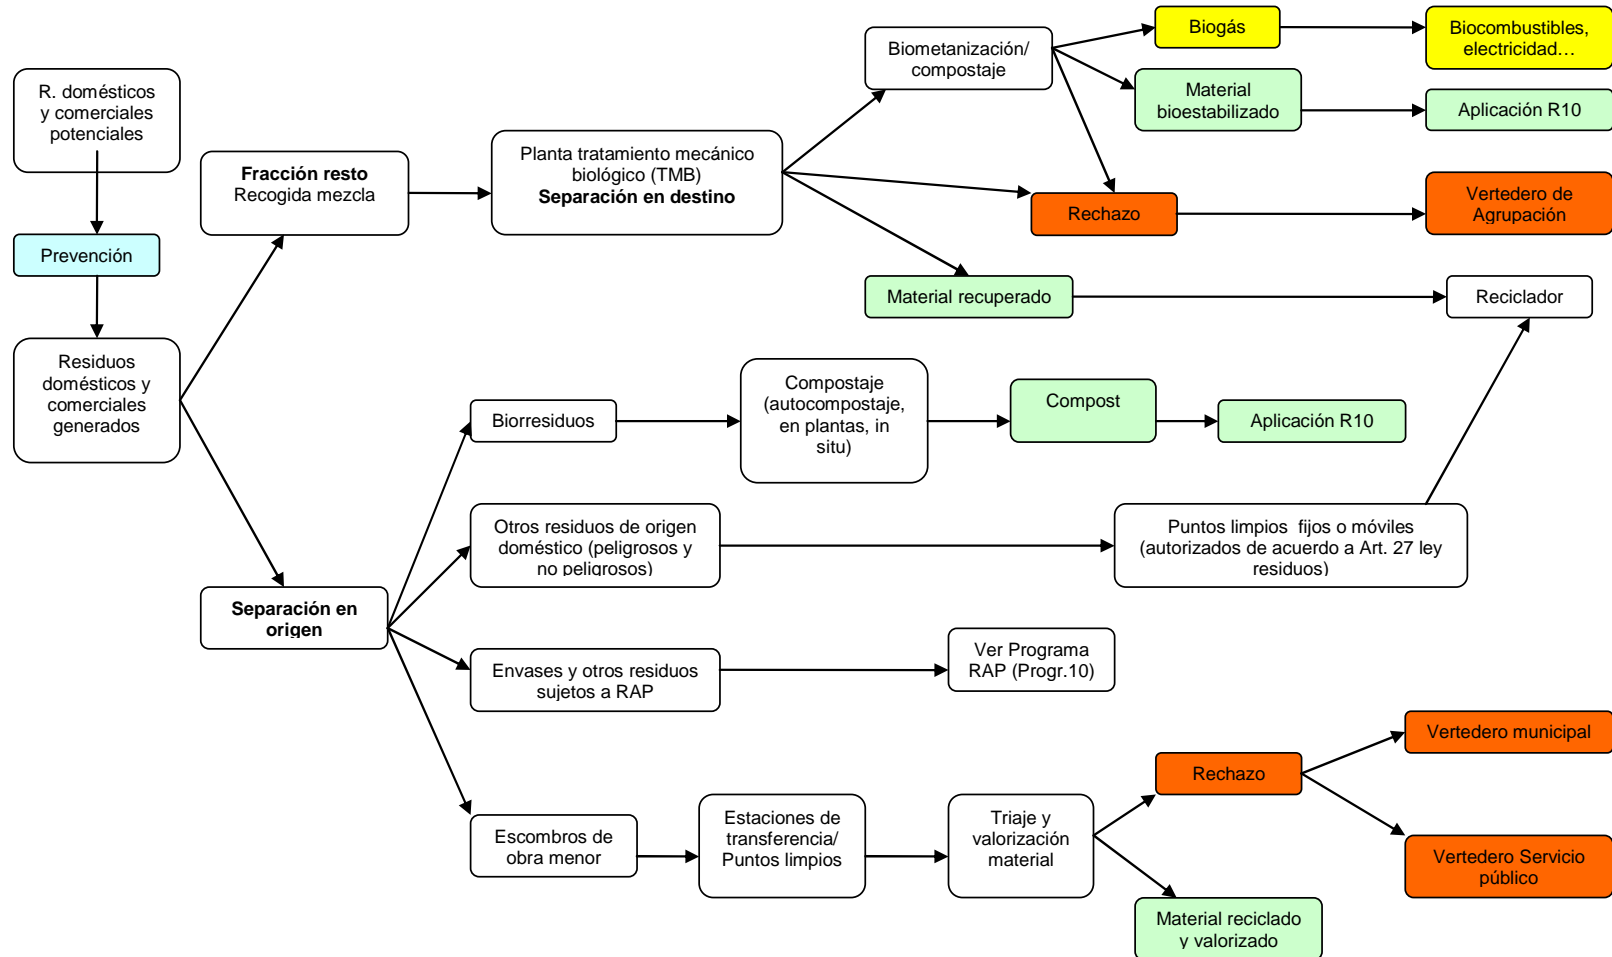 R. domésticos
y comerciales
potenciales
Prevención
Residuos
domésticos y
comerciales
generados
Fracción resto
Recogida mezcla
Separación en
origen
Planta tratamiento mecánico
biológico (TMB)
Separación en destino
Biometanización/
compostaje
Biogás
Biocombustibles,
electricidad…
Material
bioestabilizado
Aplicación R10
Rechazo
Vertedero de
Agrupación
Material recuperado
Reciclador
Biorresiduos
Compostaje
(autocompostaje,
en plantas, in
situ)
Compost
Aplicación R10
Otros residuos de origen
doméstico (peligrosos y
no peligrosos)
Puntos limpios  fijos o móviles
(autorizados de acuerdo a Art. 27 ley
residuos)
Envases y otros residuos
sujetos a RAP
Ver Programa
RAP (Progr.10)
Escombros de
obra menor
Estaciones de
transferencia/
Puntos limpios
Triaje y
valorización
material
Rechazo
Vertedero municipal
Vertedero Servicio
público
Material reciclado
y valorizado